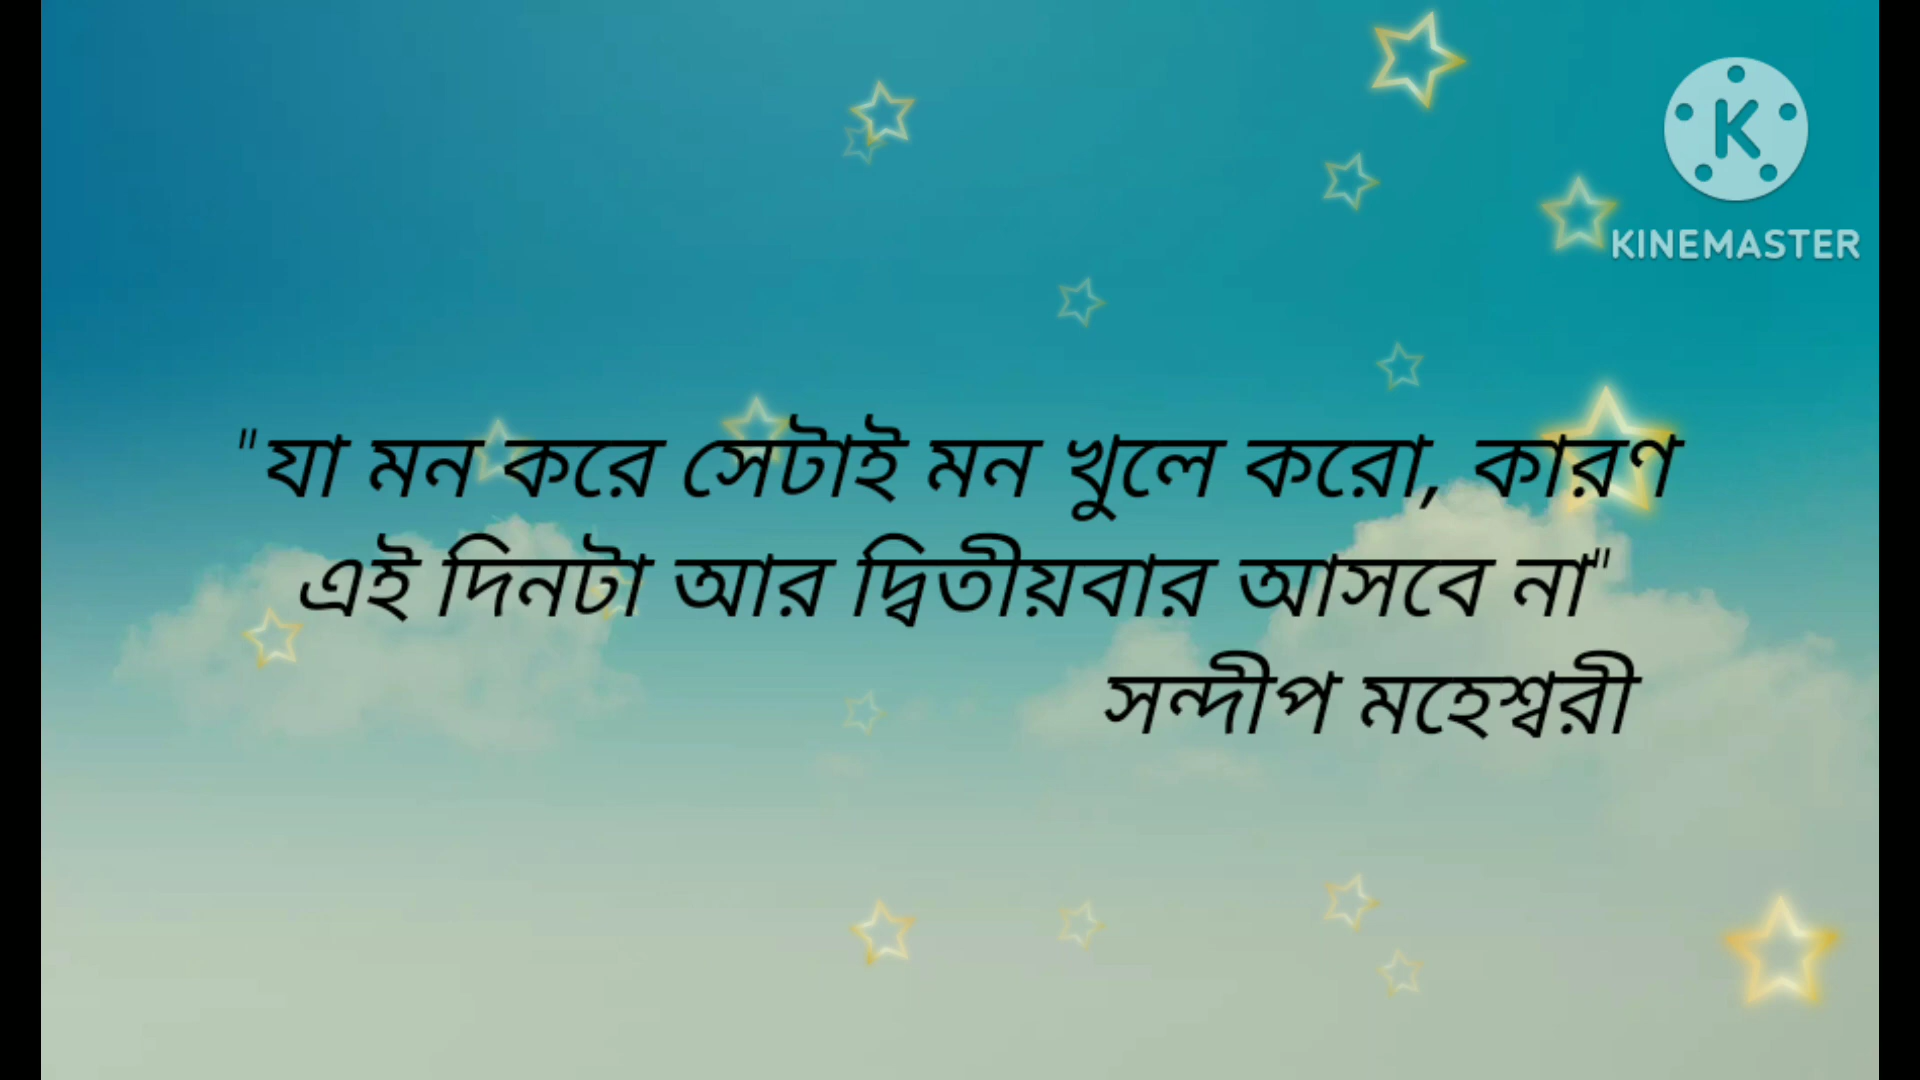 KINEMASTER
"যা মন করে সেটাই মন খুলে করো, কারণ
এই দিনটা আর দ্বিতীয়বার আসবে না"
সন্দীপ মহেশ্বরী